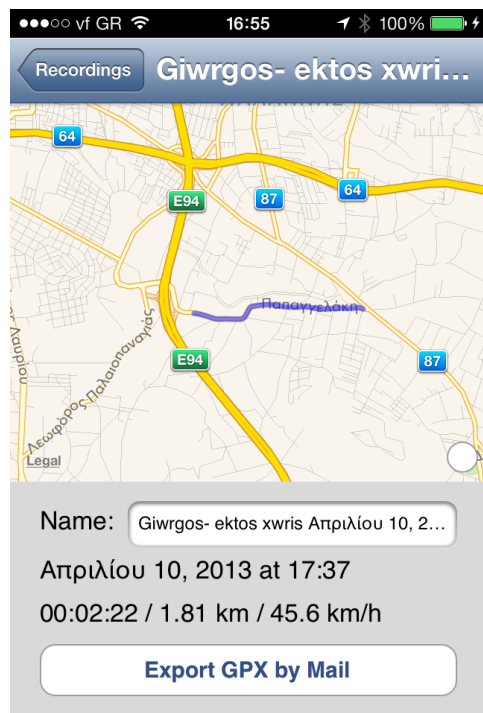 vf GR 16:55 100%
Recordings Giwrgos- ektos xwri...
64
E94 87 64
Παπαγγελάκη
E94 87
Λαυρίου
Λεωφόρος Παλαιοπαναγιάς
Legal
Name: Giwrgos- ektos xwris Απριλίου 10, 2...
Απριλίου 10, 2013 at 17:37
00:02:22 / 1.81 km / 45.6 km/h
Export GPX by Mail